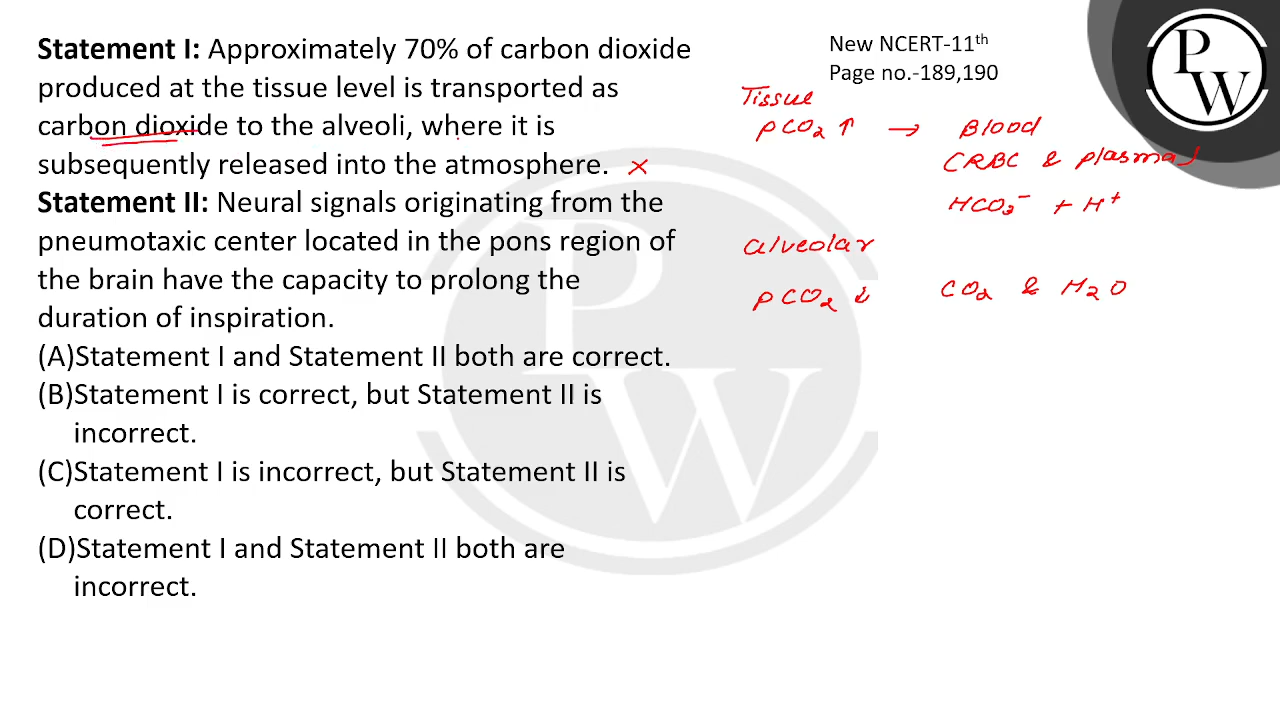 Statement I: Approximately 70% of carbon dioxide
produced at the tissue level is transported as
carbon dioxide to the alveoli, where it is
subsequently released into the atmosphere. ×
Statement II: Neural signals originating from the
pneumotaxic center located in the pons region of
the brain have the capacity to prolong the
duration of inspiration.
(A)Statement I and Statement II both are correct.
(B)Statement I is correct, but Statement II is
incorrect.
(C)Statement I is incorrect, but Statement II is
correct.
(D)Statement I and Statement II both are
incorrect.
New NCERT-11th
Page no.-189,190
Tissue
pCO₂ ↑ → Blood
(RBC & plasma)
HCO₃⁻ + H⁺
alveolar
pCO₂ ↓ CO₂ & H₂O
PW
PW